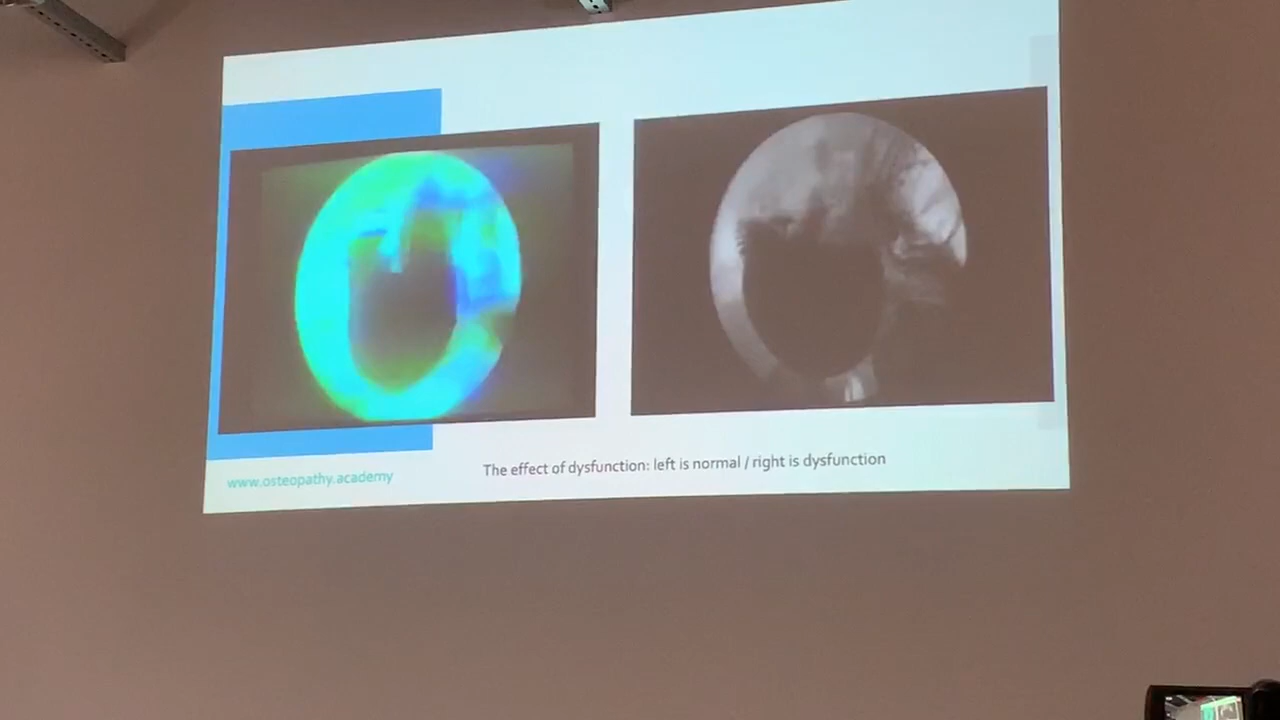 www.osteopathy.academy
The effect of dysfunction: left is normal / right is dysfunction